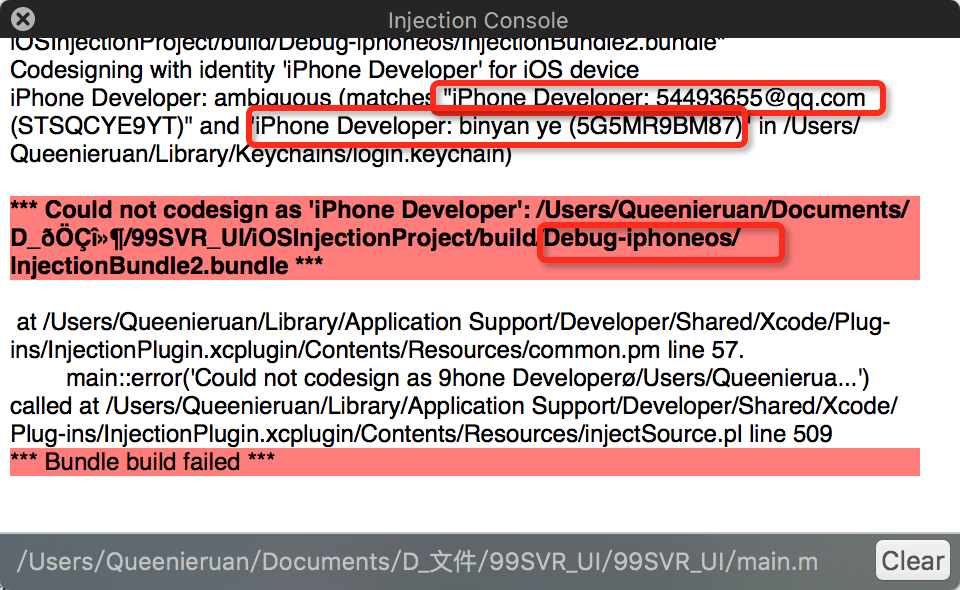 Injection Console
iOSInjectionProject/build/Debug-iphoneos/InjectionBundle2.bundle"
Codesigning with identity 'iPhone Developer' for iOS device
iPhone Developer: ambiguous (matches "iPhone Developer: 54493655@qq.com
(STSQCYE9YT)" and "iPhone Developer: binyan ye (5G5MR9BM87)" in /Users/
Queenieruan/Library/Keychains/login.keychain)
*** Could not codesign as 'iPhone Developer': /Users/Queenieruan/Documents/
D_ðÖÇî»¶/99SVR_UI/iOSInjectionProject/build/Debug-iphoneos/
InjectionBundle2.bundle ***
at /Users/Queenieruan/Library/Application Support/Developer/Shared/Xcode/Plug-
ins/InjectionPlugin.xcplugin/Contents/Resources/common.pm line 57.
main::error('Could not codesign as 9hone Developerø/Users/Queenierua...')
called at /Users/Queenieruan/Library/Application Support/Developer/Shared/Xcode/
Plug-ins/InjectionPlugin.xcplugin/Contents/Resources/injectSource.pl line 509
*** Bundle build failed ***
/Users/Queenieruan/Documents/D_文件/99SVR_UI/99SVR_UI/main.m
Clear